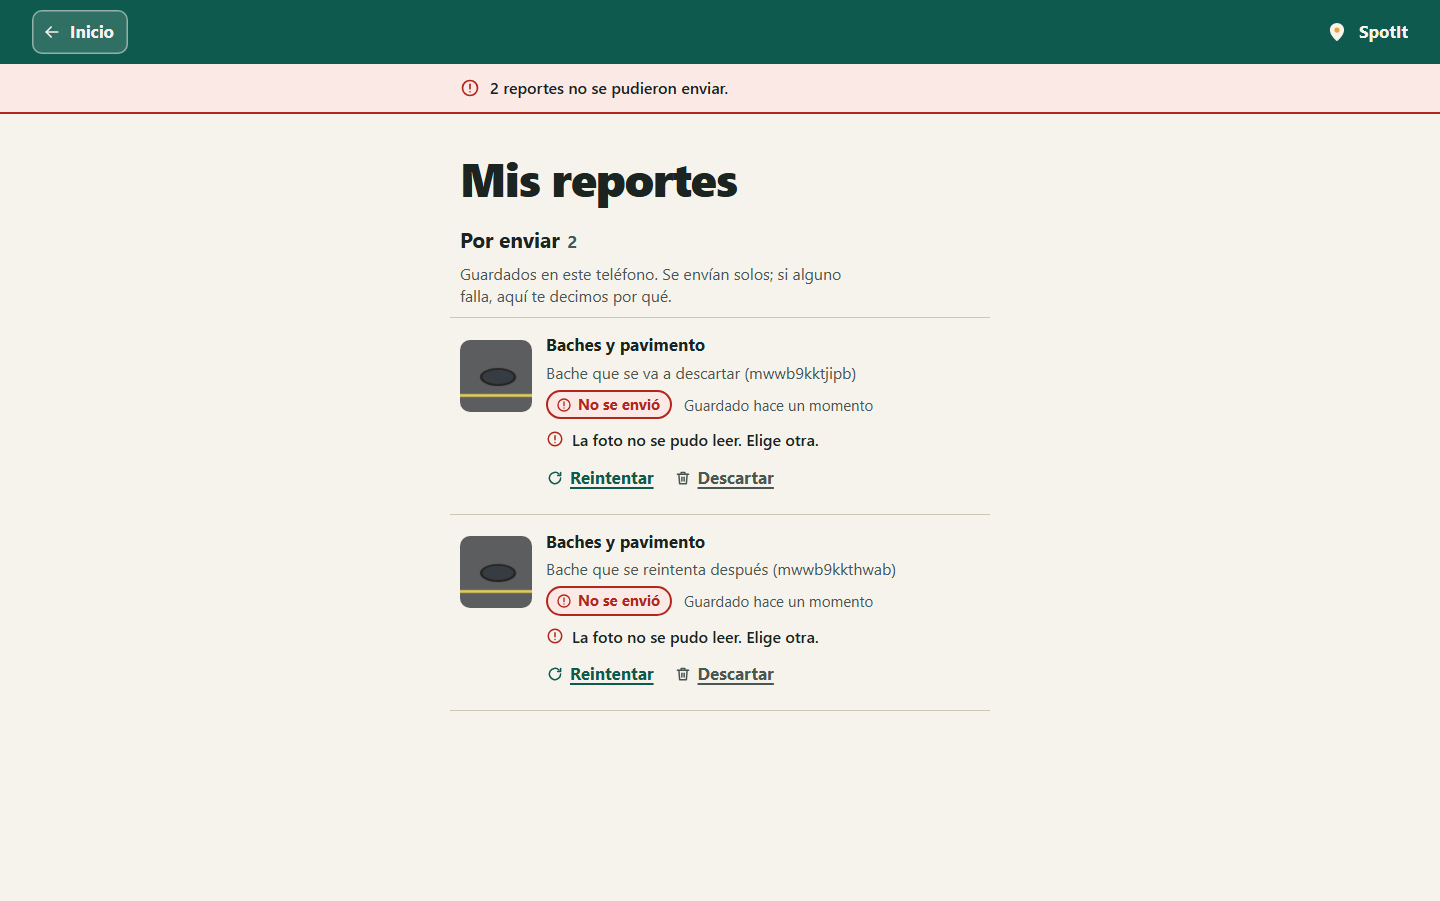 Inicio
SpotIt
2 reportes no se pudieron enviar.
Mis reportes
Por enviar 2
Guardados en este teléfono. Se envían solos; si alguno
falla, aquí te decimos por qué.
Baches y pavimento
Bache que se va a descartar (mwwb9kktjipb)
No se envió Guardado hace un momento
La foto no se pudo leer. Elige otra.
Reintentar Descartar
Baches y pavimento
Bache que se reintenta después (mwwb9kkthwab)
No se envió Guardado hace un momento
La foto no se pudo leer. Elige otra.
Reintentar Descartar